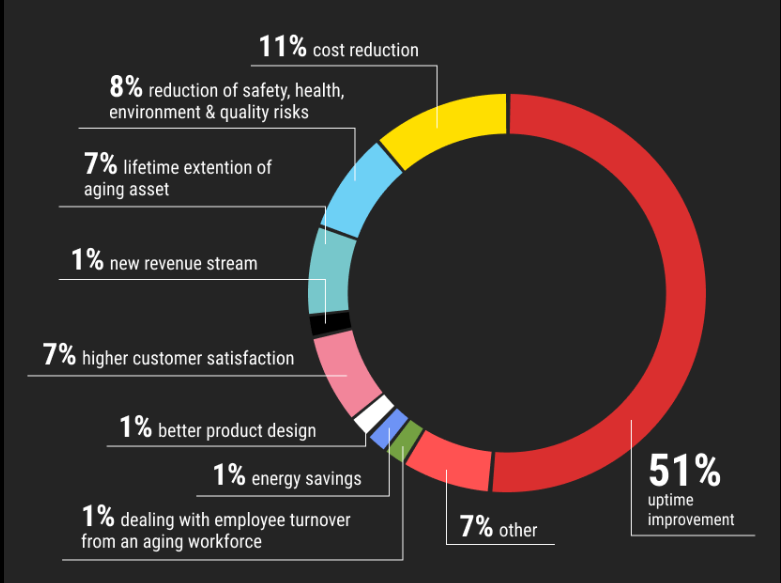 11% cost reduction
8% reduction of safety, health,
environment & quality risks
7% lifetime extention of
aging asset
1% new revenue stream
7% higher customer satisfaction
1% better product design
1% energy savings
1% dealing with employee turnover
from an aging workforce
7% other
51%
uptime
improvement